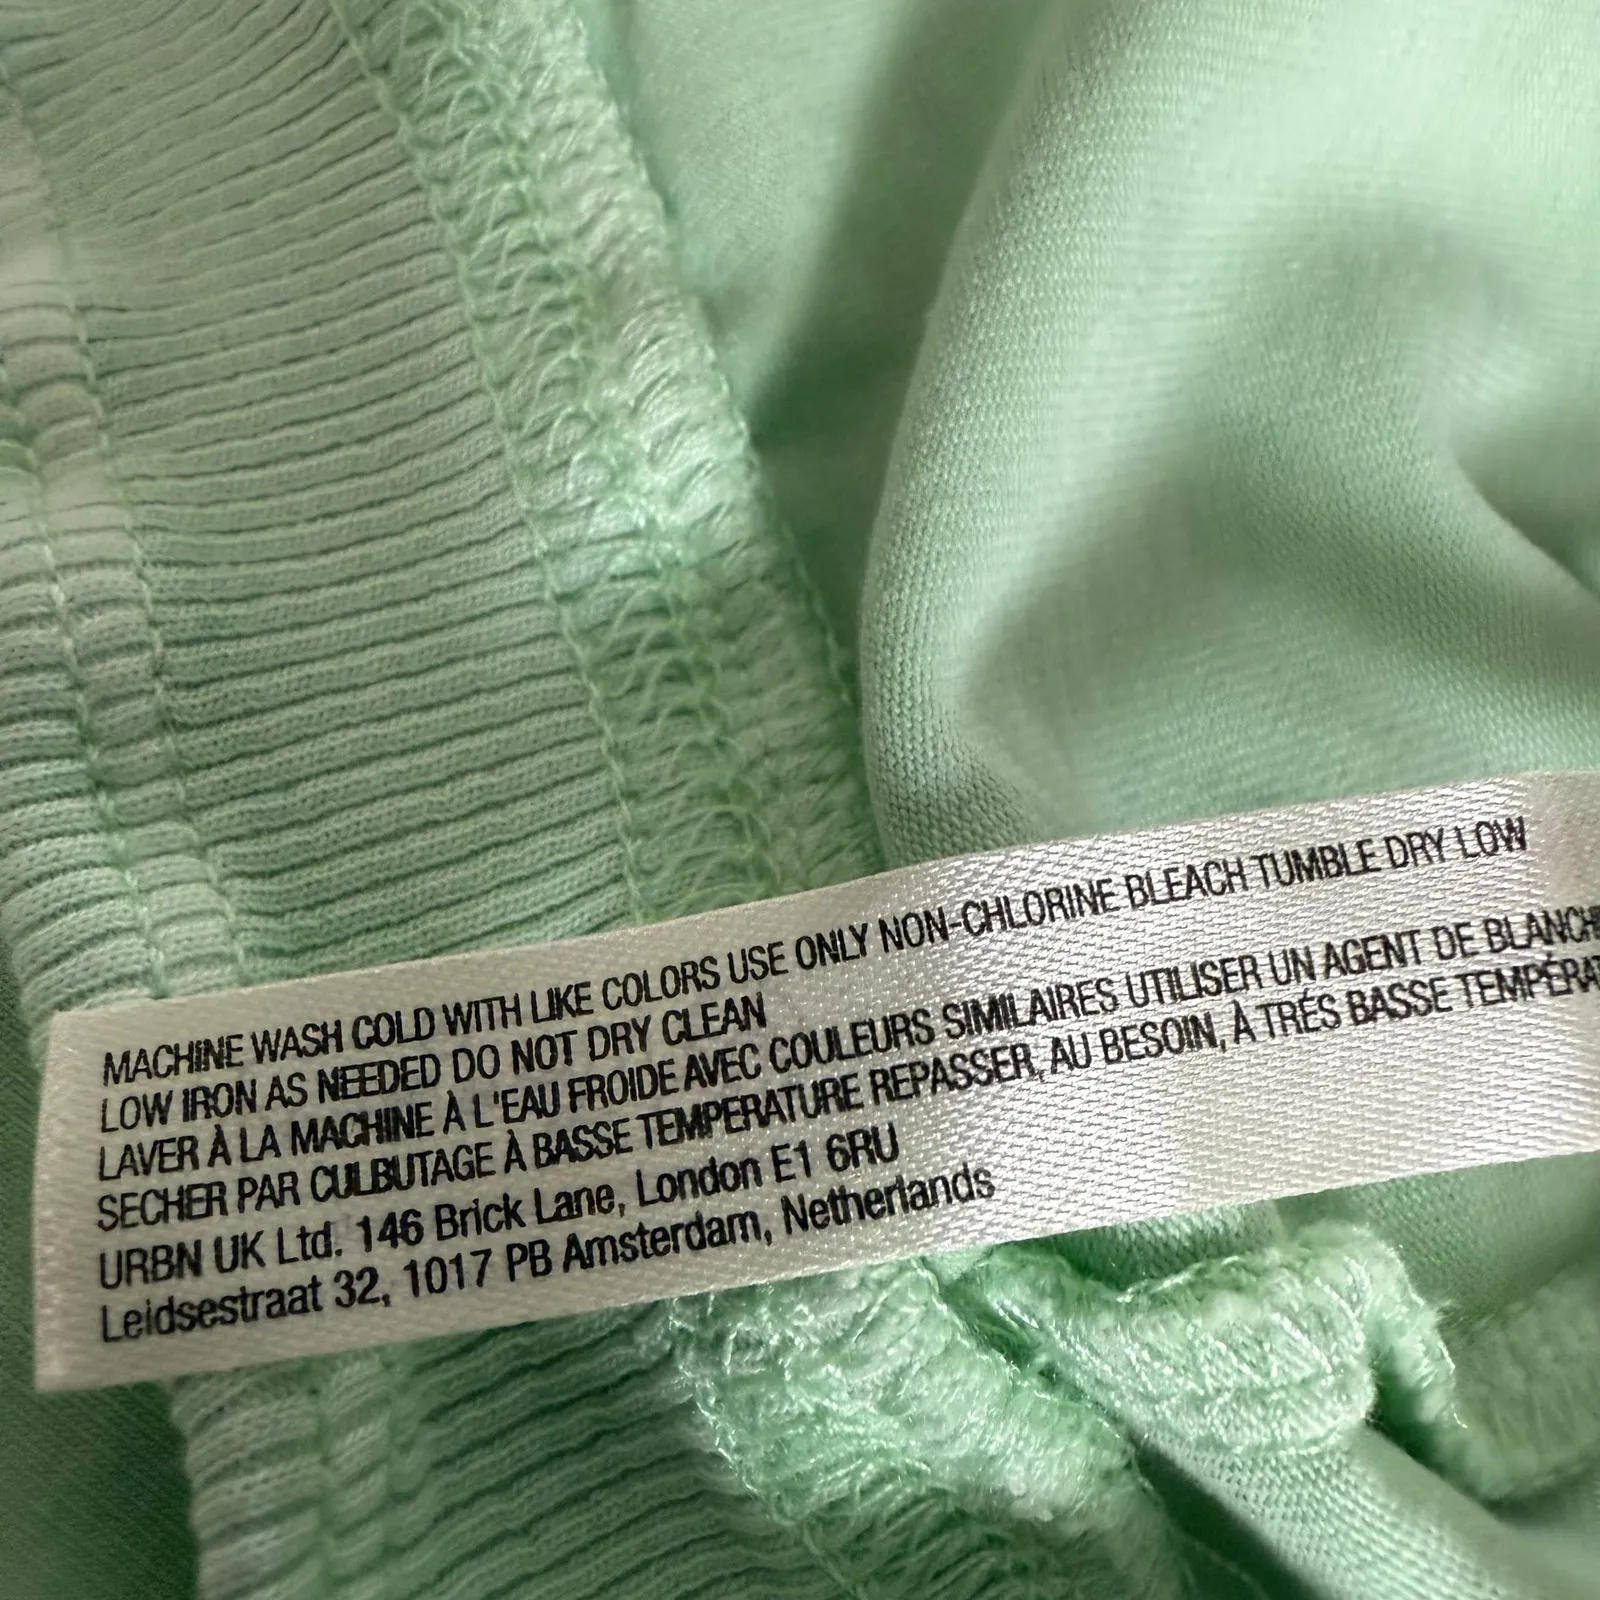 MACHINE WASH COLD WITH LIKE COLORS USE ONLY NON-CHLORINE BLEACH TUMBLE DRY LOW
LOW IRON AS NEEDED DO NOT DRY CLEAN
LAVER À LA MACHINE À L'EAU FROIDE AVEC COULEURS SIMILAIRES UTILISER UN AGENT DE
SECHER PAR CULBUTAGE À BASSE TEMPERATURE REPASSER, AU BESOIN, À TRÉS BASSE
URBN UK Ltd. 146 Brick Lane, London E1 6RU
Leidsestraat 32, 1017 PB Amsterdam, Netherlands